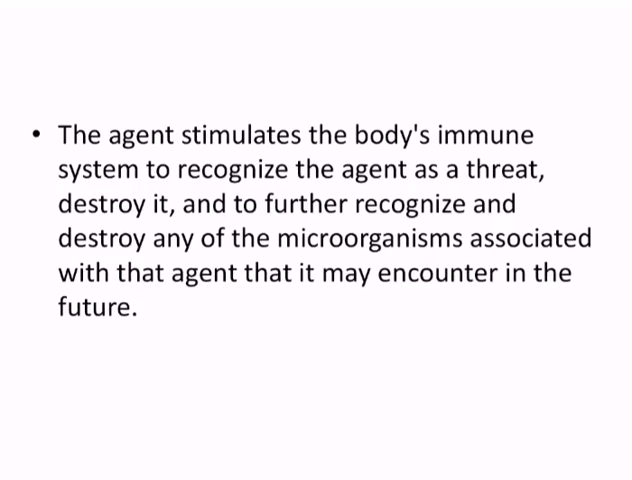 • The agent stimulates the body's immune
system to recognize the agent as a threat,
destroy it, and to further recognize and
destroy any of the microorganisms associated
with that agent that it may encounter in the
future.